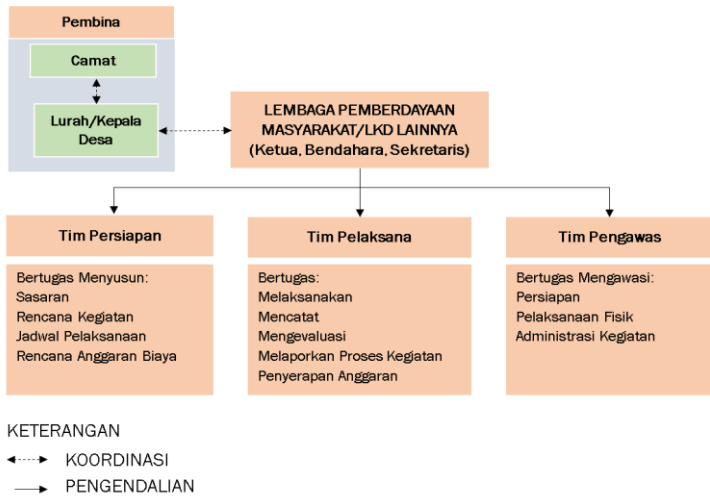 Pembina
Camat
Lurah/Kepala
Desa
LEMBAGA PEMBERDAYAAN
MASYARAKAT/LKD LAINNYA
(Ketua, Bendahara, Sekretaris)
Tim Persiapan
Bertugas Menyusun:
Sasaran
Rencana Kegiatan
Jadwal Pelaksanaan
Rencana Anggaran Biaya
Tim Pelaksana
Bertugas:
Melaksanakan
Mencatat
Mengevaluasi
Melaporkan Proses Kegiatan
Penyerapan Anggaran
Tim Pengawas
Bertugas Mengawasi:
Persiapan
Pelaksanaan Fisik
Administrasi Kegiatan
KETERANGAN
KOORDINASI
PENGENDALIAN